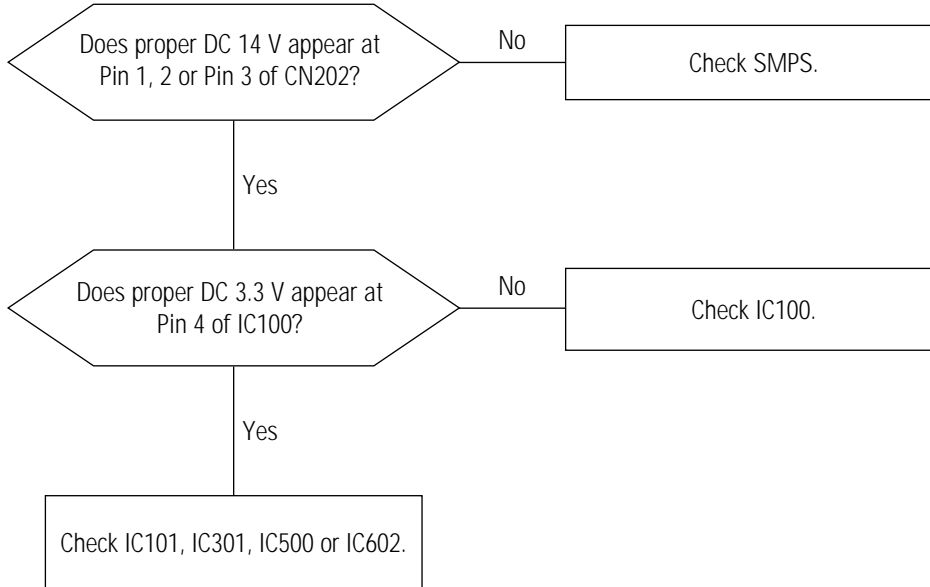 Does proper DC 14 V appear at
Pin 1, 2 or Pin 3 of CN202?
No
Check SMPS.
Yes
Does proper DC 3.3 V appear at
Pin 4 of IC100?
No
Check IC100.
Yes
Check IC101, IC301, IC500 or IC602.